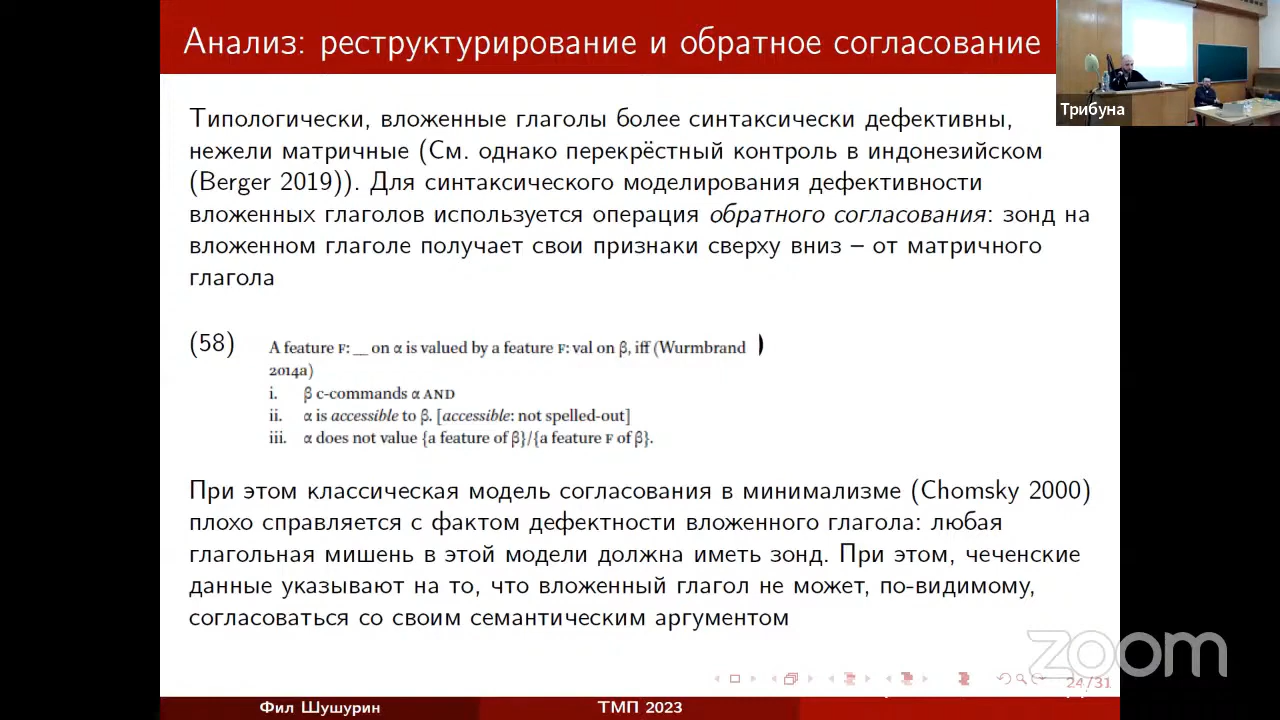 Анализ: реструктурирование и обратное согласование
Трибуна
Типологически, вложенные глаголы более синтаксически дефективны,
нежели матричные (См. однако перекрёстный контроль в индонезийском
(Berger 2019)). Для синтаксического моделирования дефективности
вложенных глаголов используется операция обратного согласования: зонд на
вложенном глаголе получает свои признаки сверху вниз – от матричного
глагола
(58)
A feature F: __ on α is valued by a feature F: val on β, iff (Wurmbrand )
2014a)
i. β c-commands α AND
ii. α is accessible to β. [accessible: not spelled-out]
iii. α does not value {a feature of β}/{a feature F of β}.
При этом классическая модель согласования в минимализме (Chomsky 2000)
плохо справляется с фактом дефектности вложенного глагола: любая
глагольная мишень в этой модели должна иметь зонд. При этом, чеченские
данные указывают на то, что вложенный глагол не может, по-видимому,
согласоваться со своим семантическим аргументом
zoom
24/31
Фил Шушурин
ТМП 2023